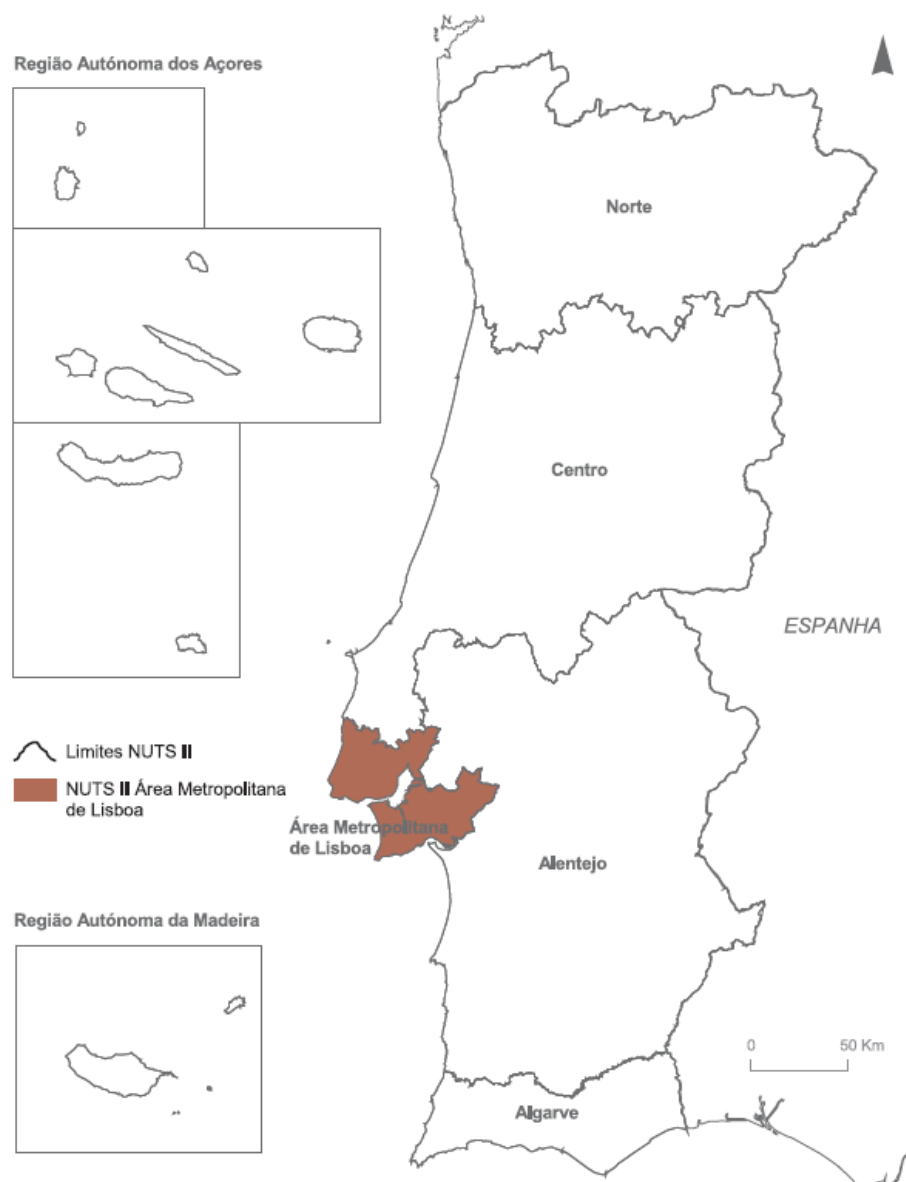 Região Autónoma dos Açores
Norte
Centro
ESPANHA
Limites NUTS II
NUTS II Área Metropolitana
de Lisboa
Área Metropolitana
de Lisboa
Alentejo
Região Autónoma da Madeira
0 50 Km
Algarve